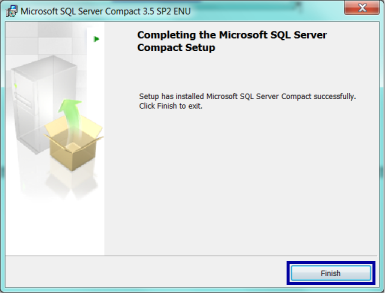 Microsoft SQL Server Compact 3.5 SP2 ENU
Completing the Microsoft SQL Server
Compact Setup
Setup has installed Microsoft SQL Server Compact successfully.
Click Finish to exit.
Finish